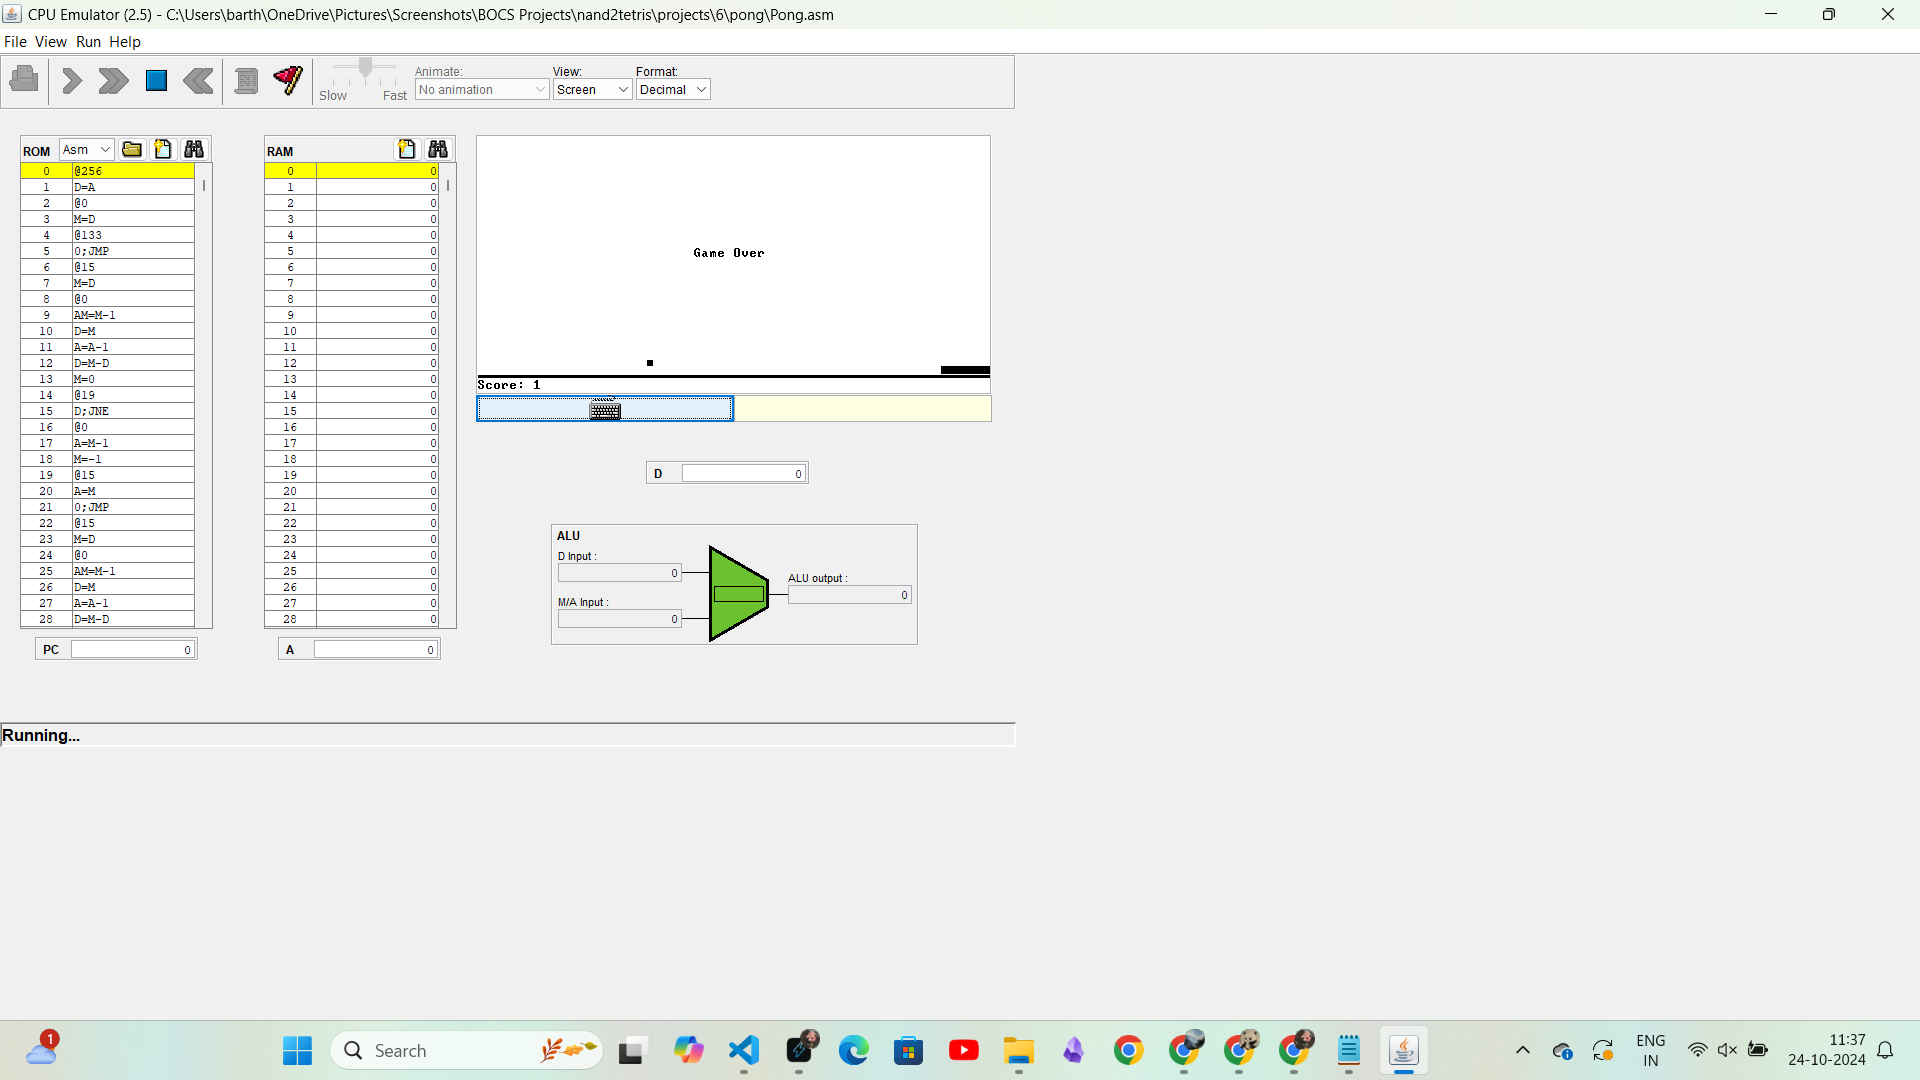 CPU Emulator (2.5) - C:\Users\barth\OneDrive\Pictures\Screenshots\BOCS Projects\nand2tetris\projects\6\pong\Pong.asm
File View Run Help
Slow Fast
Animate:
No animation
View:
Screen
Format:
Decimal
ROM Asm
0 @256
1 D=A
2 @0
3 M=D
4 @133
5 0;JMP
6 @15
7 M=D
8 @0
9 AM=M-1
10 D=M
11 A=A-1
12 D=M-D
13 M=0
14 @19
15 D;JNE
16 @0
17 A=M-1
18 M=-1
19 @15
20 A=M
21 0;JMP
22 @15
23 M=D
24 @0
25 AM=M-1
26 D=M
27 A=A-1
28 D=M-D
PC 0
RAM
0 0
1 0
2 0
3 0
4 0
5 0
6 0
7 0
8 0
9 0
10 0
11 0
12 0
13 0
14 0
15 0
16 0
17 0
18 0
19 0
20 0
21 0
22 0
23 0
24 0
25 0
26 0
27 0
28 0
A 0
Game Over
Score: 1
D 0
ALU
D Input :
0
M/A Input :
0
ALU output :
0
Running...
1
Search
ENG
IN
11:37
24-10-2024